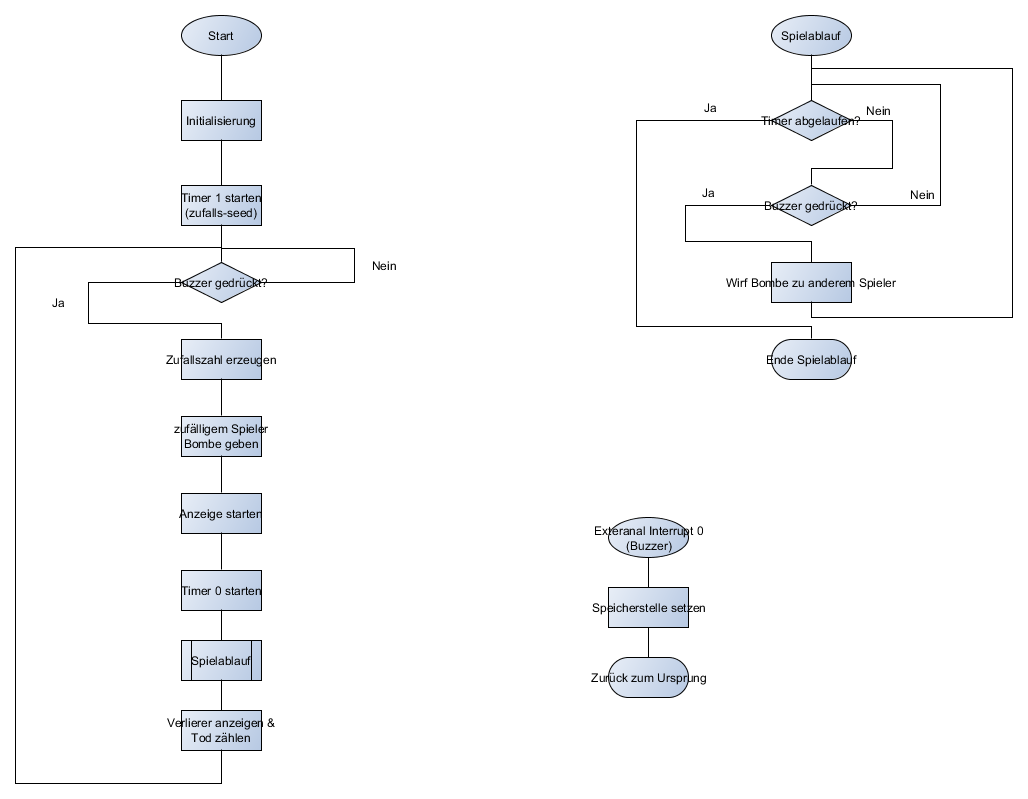 Start
Initialisierung
Timer 1 starten
(zufalls-seed)
Nein
Buzzer gedrückt?
Ja
Zufallszahl erzeugen
zufälligem Spieler
Bombe geben
Anzeige starten
Timer 0 starten
Spielablauf
Verlierer anzeigen &
Tod zählen
Spielablauf
Ja
Nein
Timer abgelaufen?
Ja
Nein
Buzzer gedrückt?
Wirf Bombe zu anderem Spieler
Ende Spielablauf
Exteranal Interrupt 0
(Buzzer)
Speicherstelle setzen
Zurück zum Ursprung